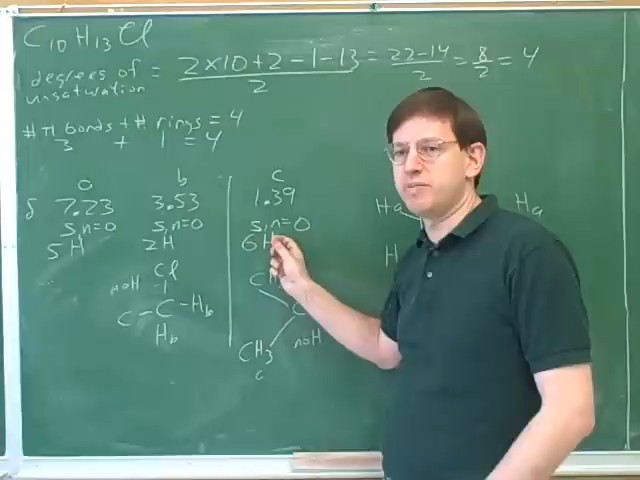 C10H13Cl
degrees of unsaturation = 2×10+2-1-13 / 2 = 22-14 / 2 = 8 / 2 = 4
# π bonds + # rings = 4
3 + 1 = 4
a b c
δ 7.23 3.53 1.39
s,n=0 s,n=0 s,n=0
5H 2H 6H
Cl
noH
C-C-Hb
Hb
C
CH3 noH
c
Ha Ha
H